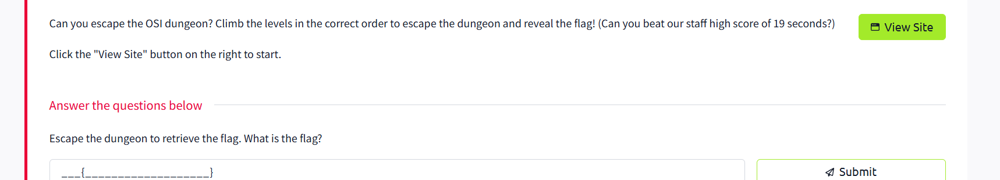 Can you escape the OSI dungeon? Climb the levels in the correct order to escape the dungeon and reveal the flag! (Can you beat our staff high score of 19 seconds?)
View Site
Click the "View Site" button on the right to start.
Answer the questions below
Escape the dungeon to retrieve the flag. What is the flag?
___{___________________}
Submit